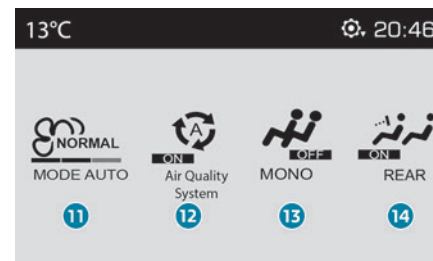 13°C 20:46
NORMAL
A
ON OFF ON
MODE AUTO Air Quality System MONO REAR
11 12 13 14